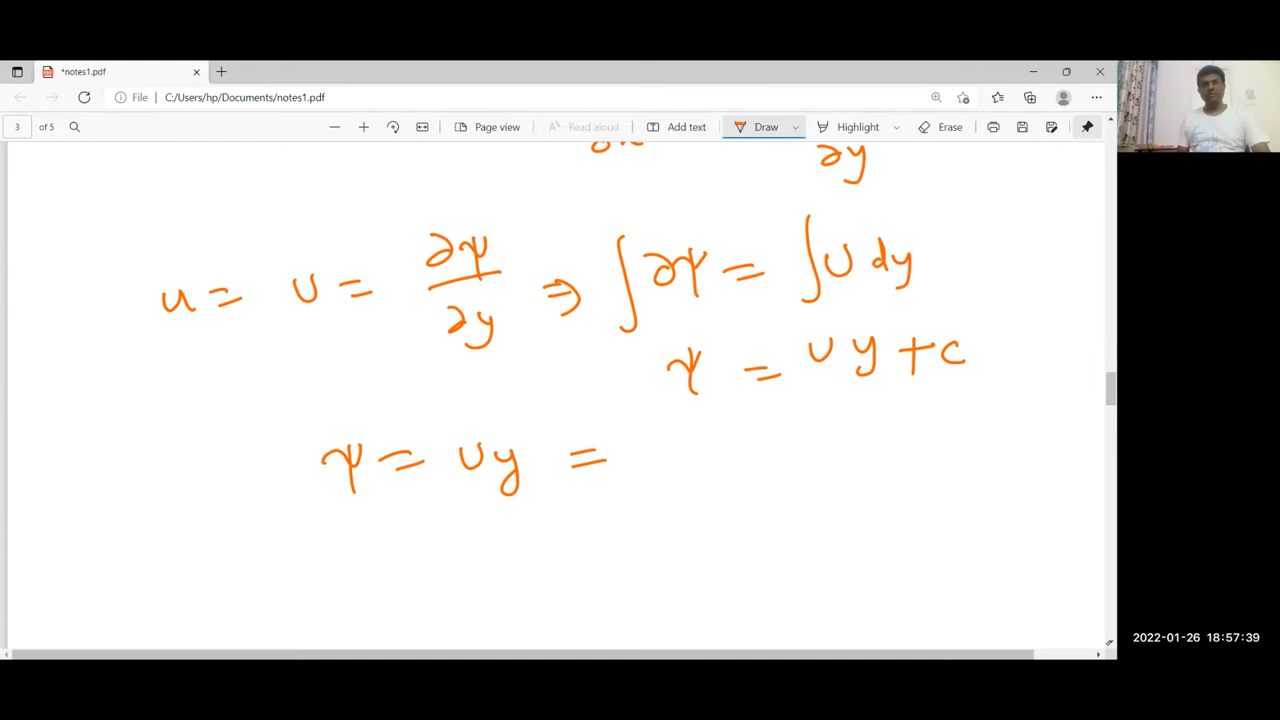 *notes1.pdf
File C:/Users/hp/Documents/notes1.pdf
3 of 5 Page view Read aloud Add text Draw Highlight Erase
∂y
u = U = ∂ψ/∂y ⇒ ∫∂ψ = ∫U dy
ψ = Uy + c
ψ = Uy =
2022-01-26 18:57:39